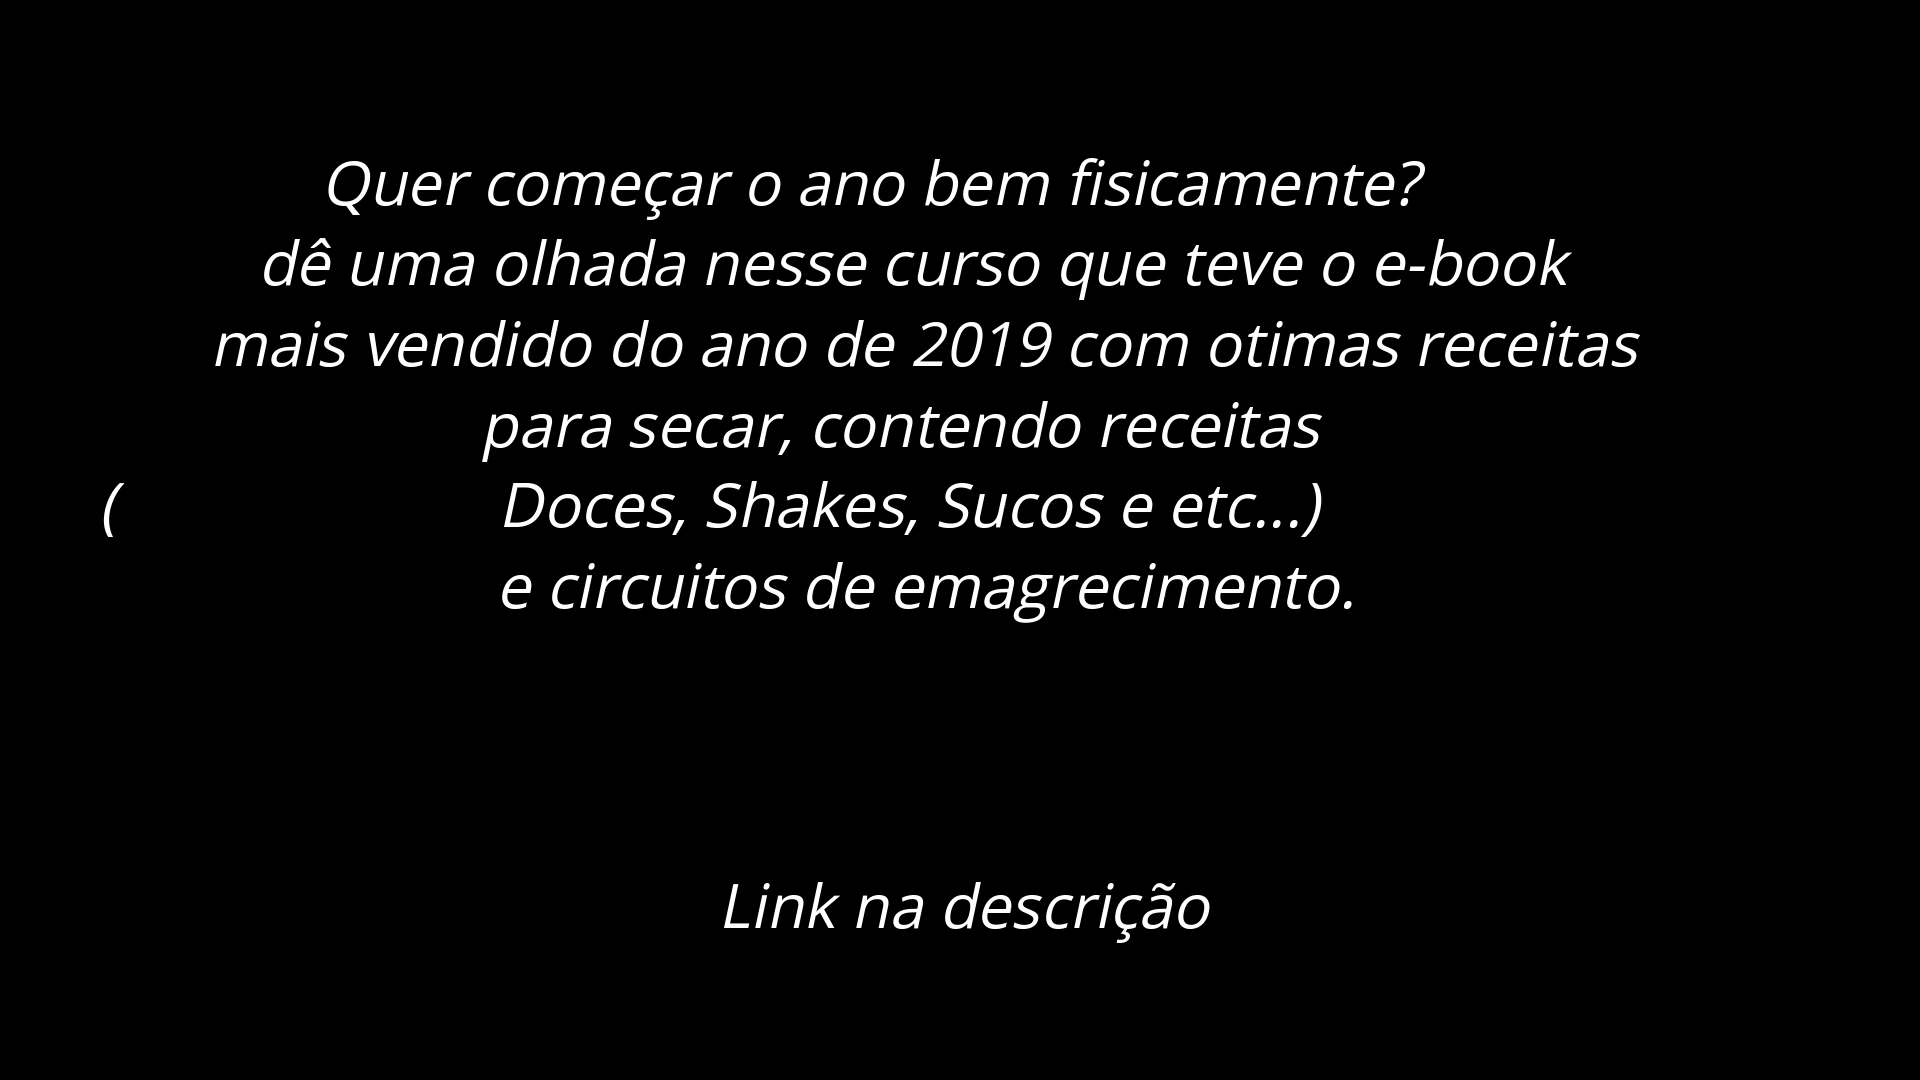 Quer começar o ano bem fisicamente?
dê uma olhada nesse curso que teve o e-book
mais vendido do ano de 2019 com otimas receitas
para secar, contendo receitas
( Doces, Shakes, Sucos e etc...)
e circuitos de emagrecimento.
Link na descrição